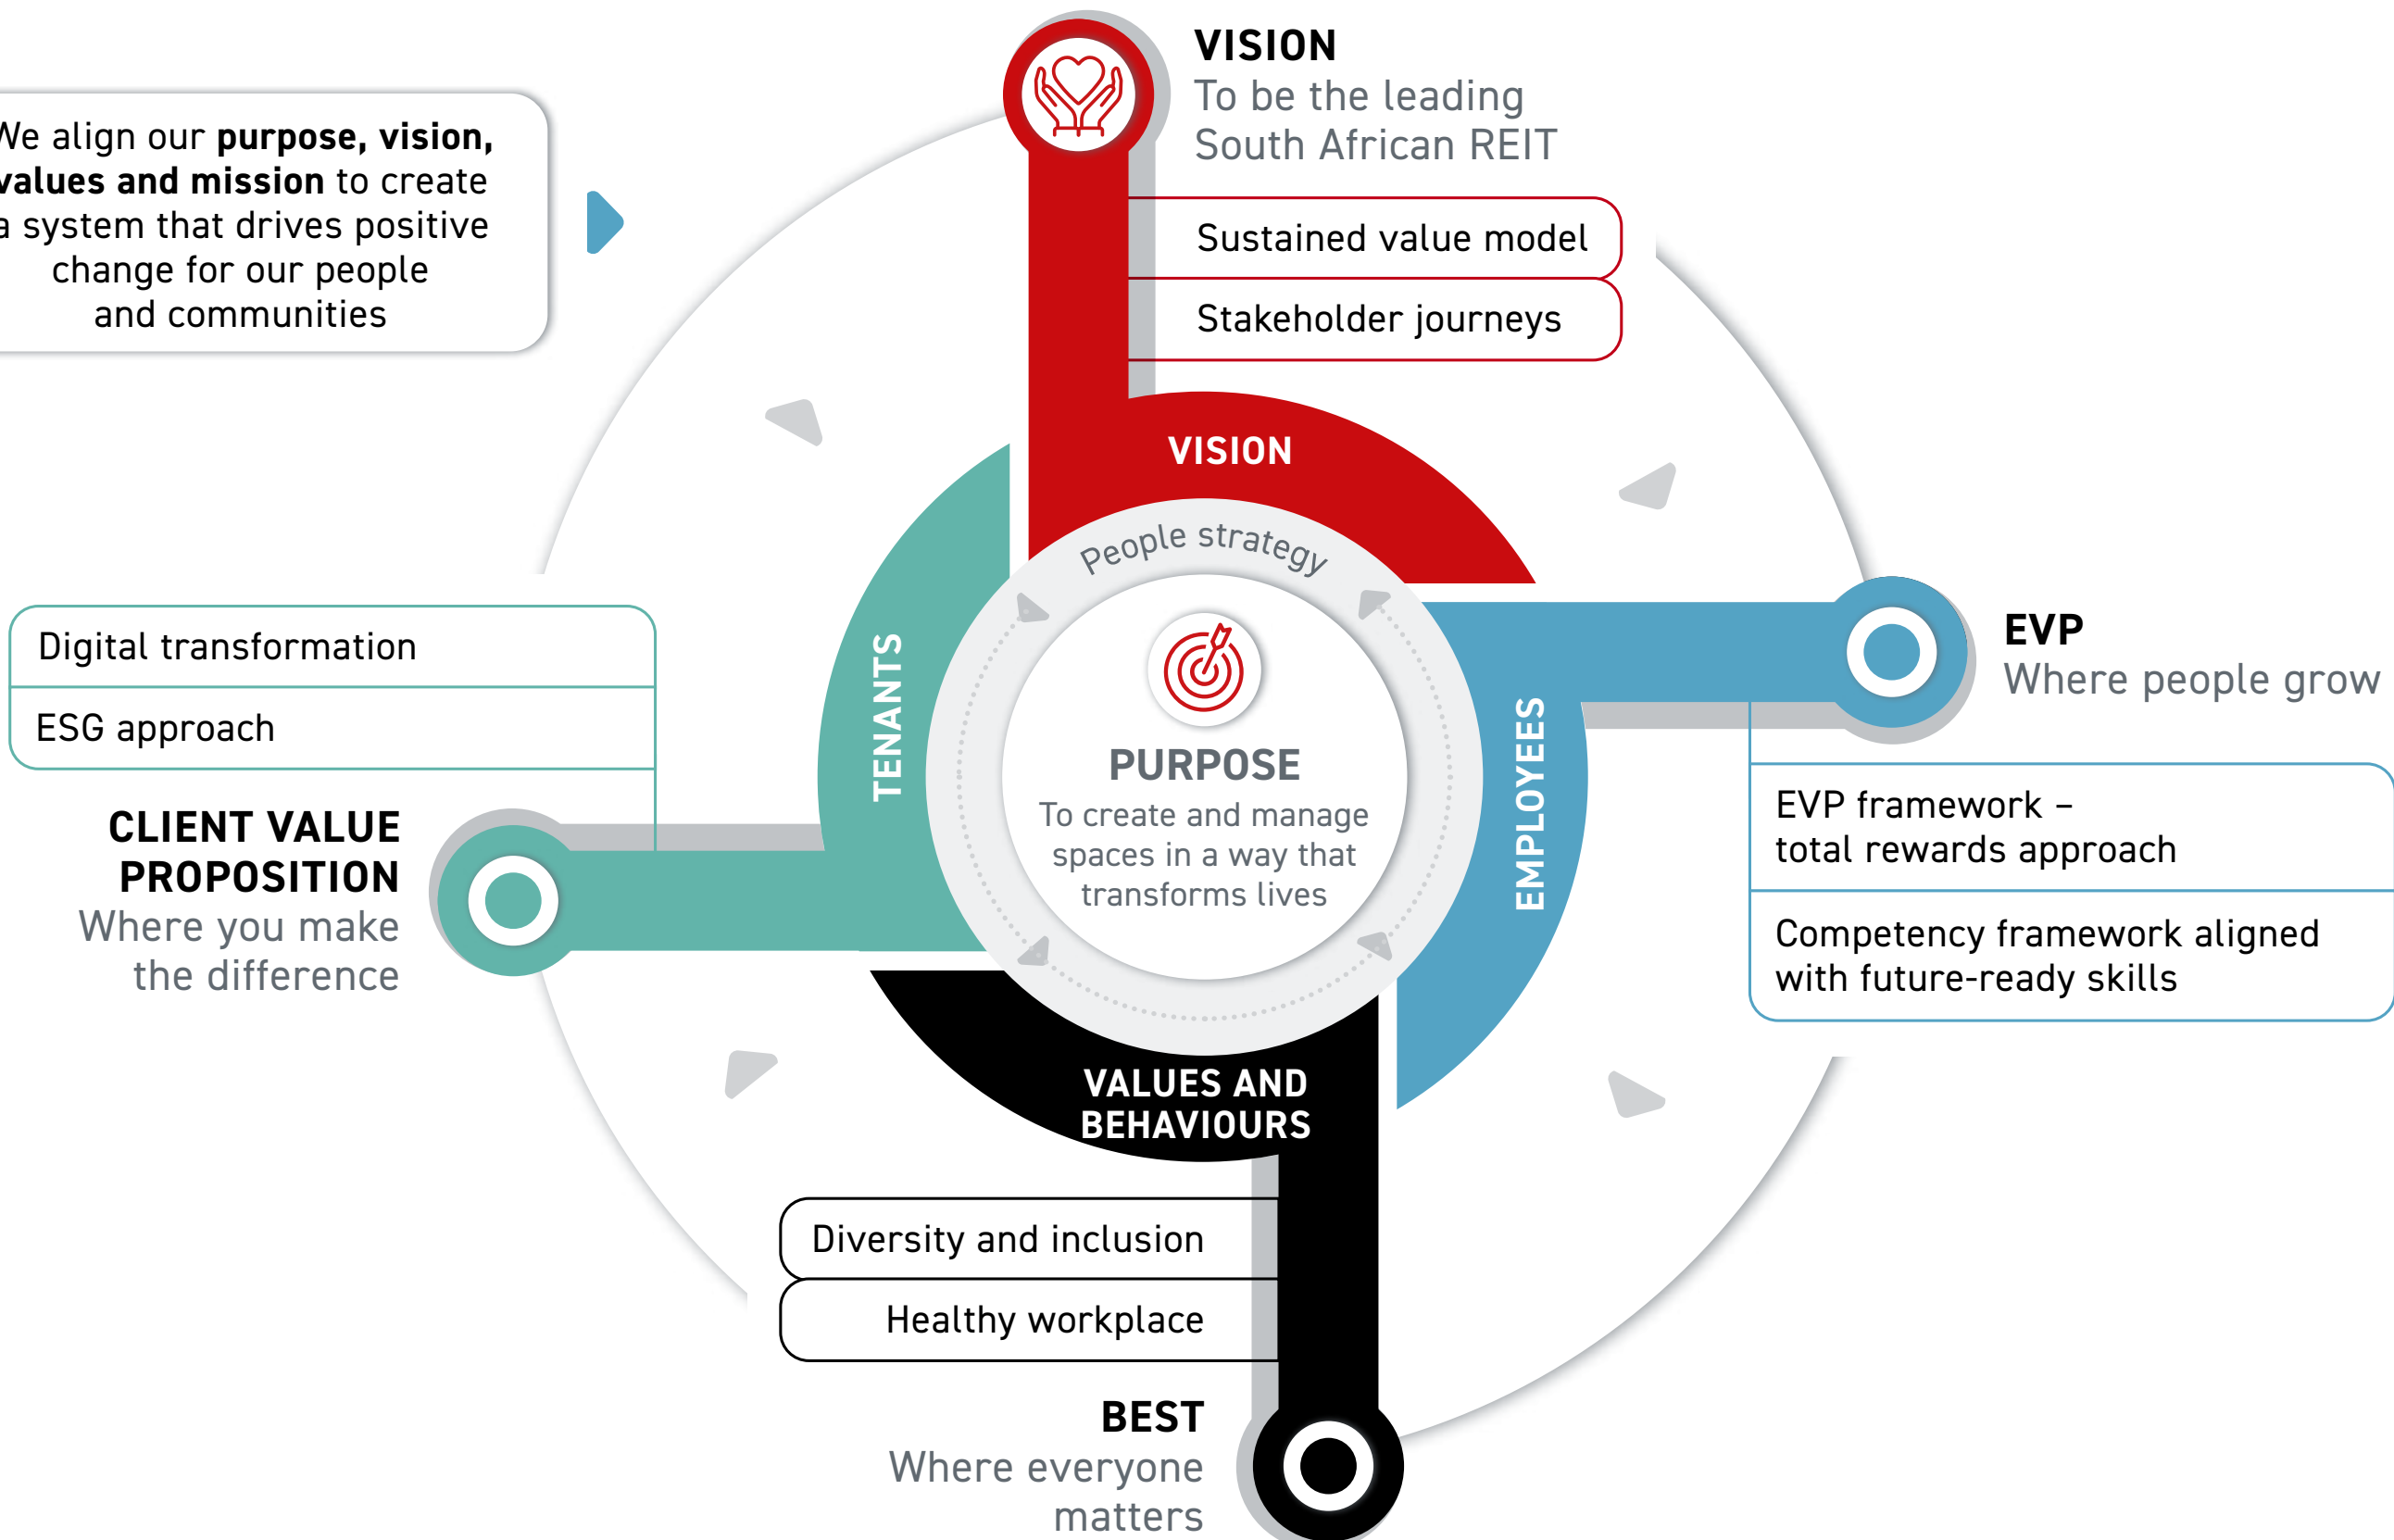 We align our purpose, vision,
values and mission to create
a system that drives positive
change for our people
and communities
VISION
To be the leading
South African REIT
Sustained value model
Stakeholder journeys
VISION
People strategy
TENANTS
EMPLOYEES
PURPOSE
To create and manage
spaces in a way that
transforms lives
EVP
Where people grow
EVP framework –
total rewards approach
Competency framework aligned
with future-ready skills
Digital transformation
ESG approach
CLIENT VALUE
PROPOSITION
Where you make
the difference
VALUES AND
BEHAVIOURS
Diversity and inclusion
Healthy workplace
BEST
Where everyone
matters